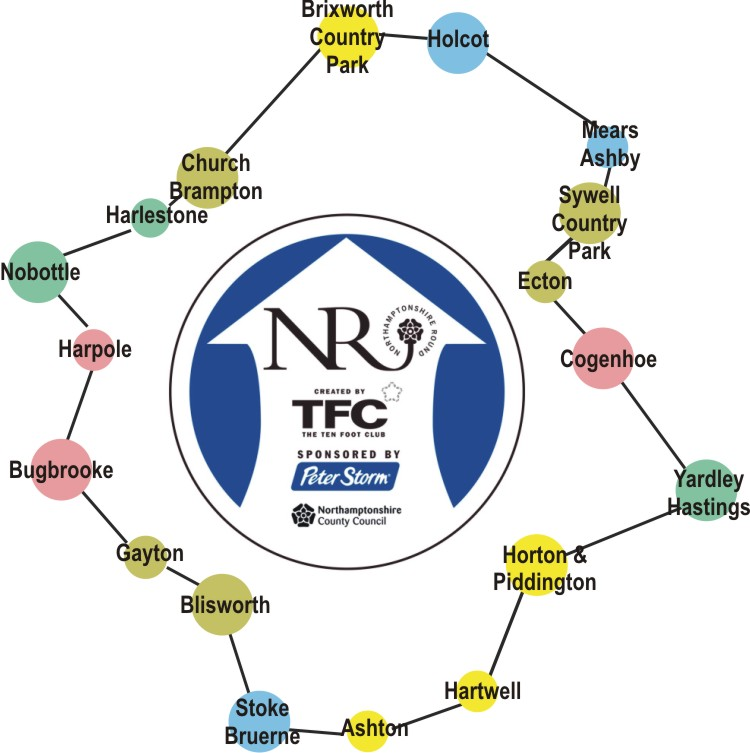 Brixworth
Country
Park
Holcot
Mears
Ashby
Church
Brampton
Sywell
Country
Park
Harlestone
Nobottle
Ecton
Harpole
Cogenhoe
NR
NORTHAMPTONSHIRE ROUND
CREATED BY
TFC
THE TEN FOOT CLUB
SPONSORED BY
Peter Storm
Northamptonshire
County Council
Bugbrooke
Yardley
Hastings
Gayton
Horton &
Piddington
Blisworth
Hartwell
Stoke
Bruerne
Ashton